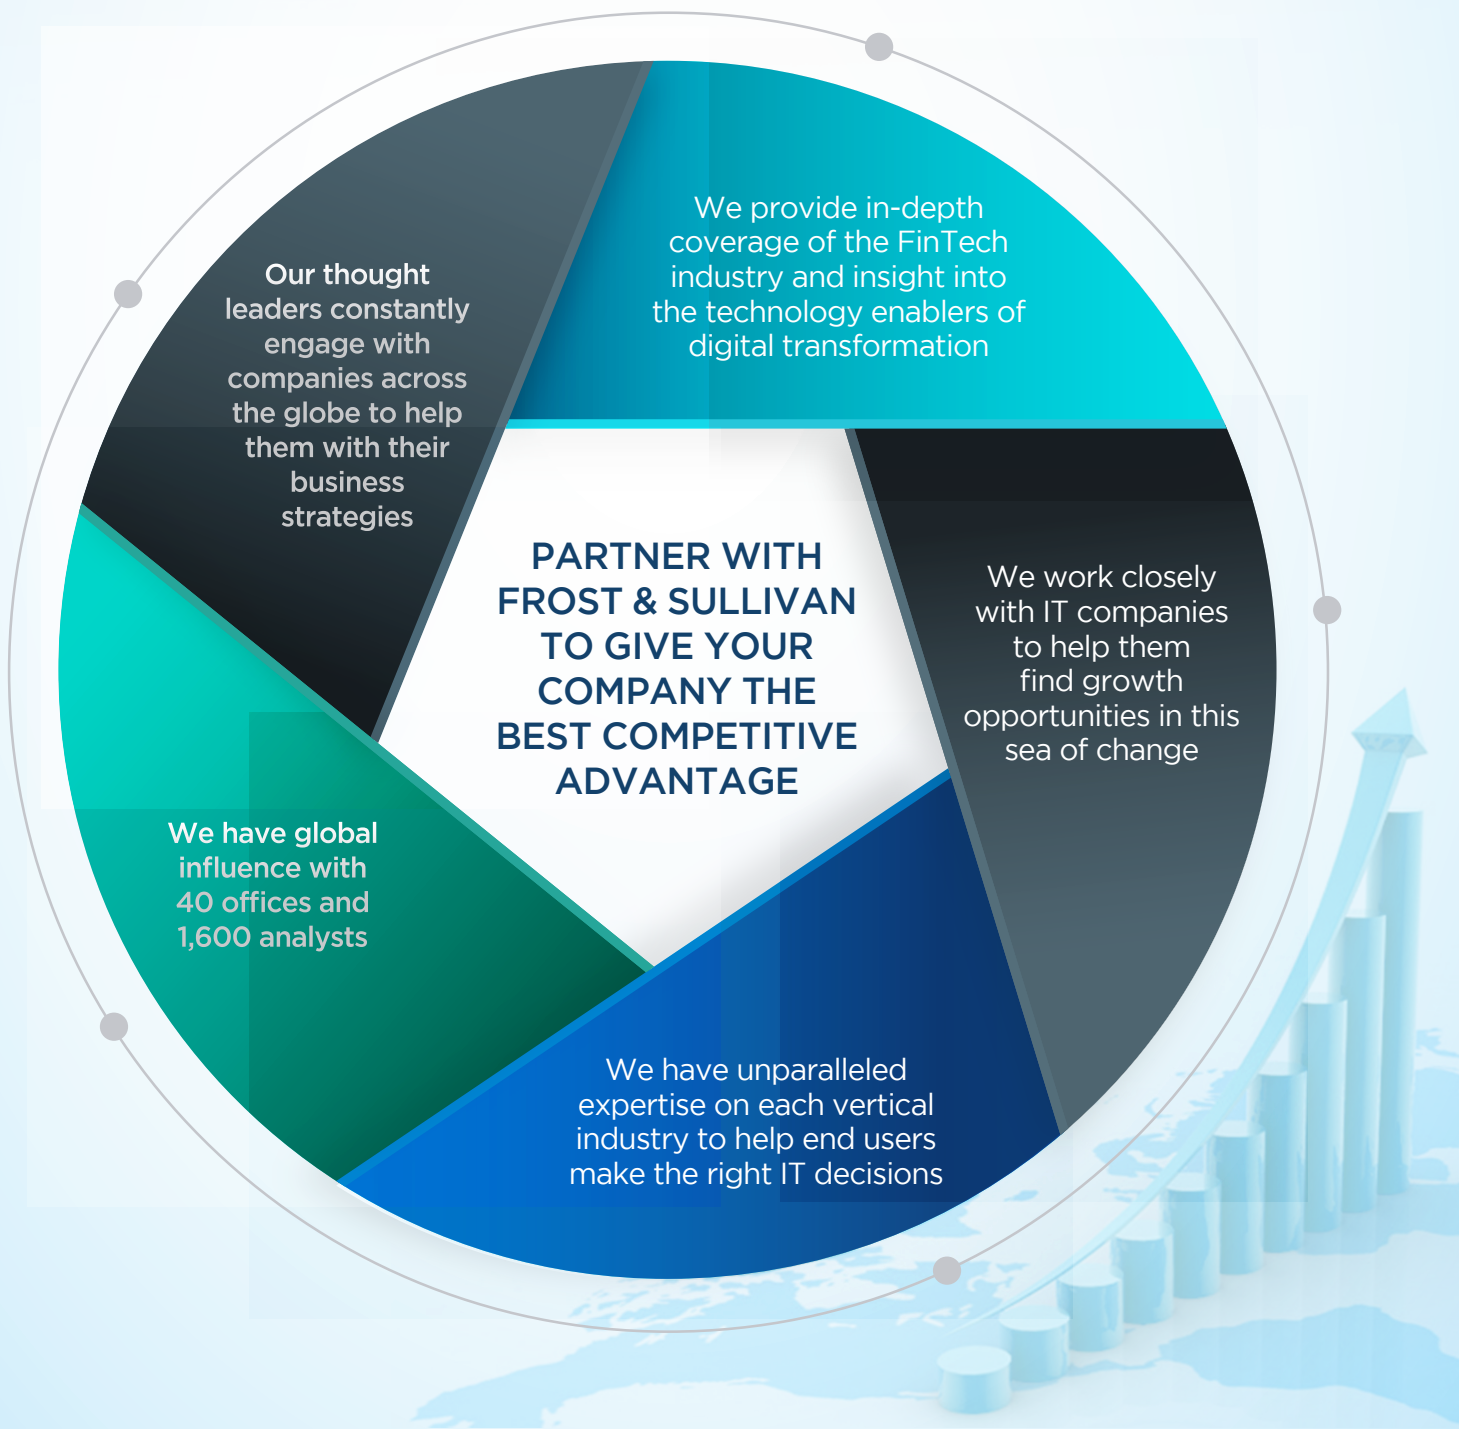 We provide in-depth
coverage of the FinTech
industry and insight into
the technology enablers of
digital transformation
Our thought
leaders constantly
engage with
companies across
the globe to help
them with their
business
strategies
PARTNER WITH
FROST & SULLIVAN
TO GIVE YOUR
COMPANY THE
BEST COMPETITIVE
ADVANTAGE
We work closely
with IT companies
to help them
find growth
opportunities in this
sea of change
We have global
influence with
40 offices and
1,600 analysts
We have unparalleled
expertise on each vertical
industry to help end users
make the right IT decisions